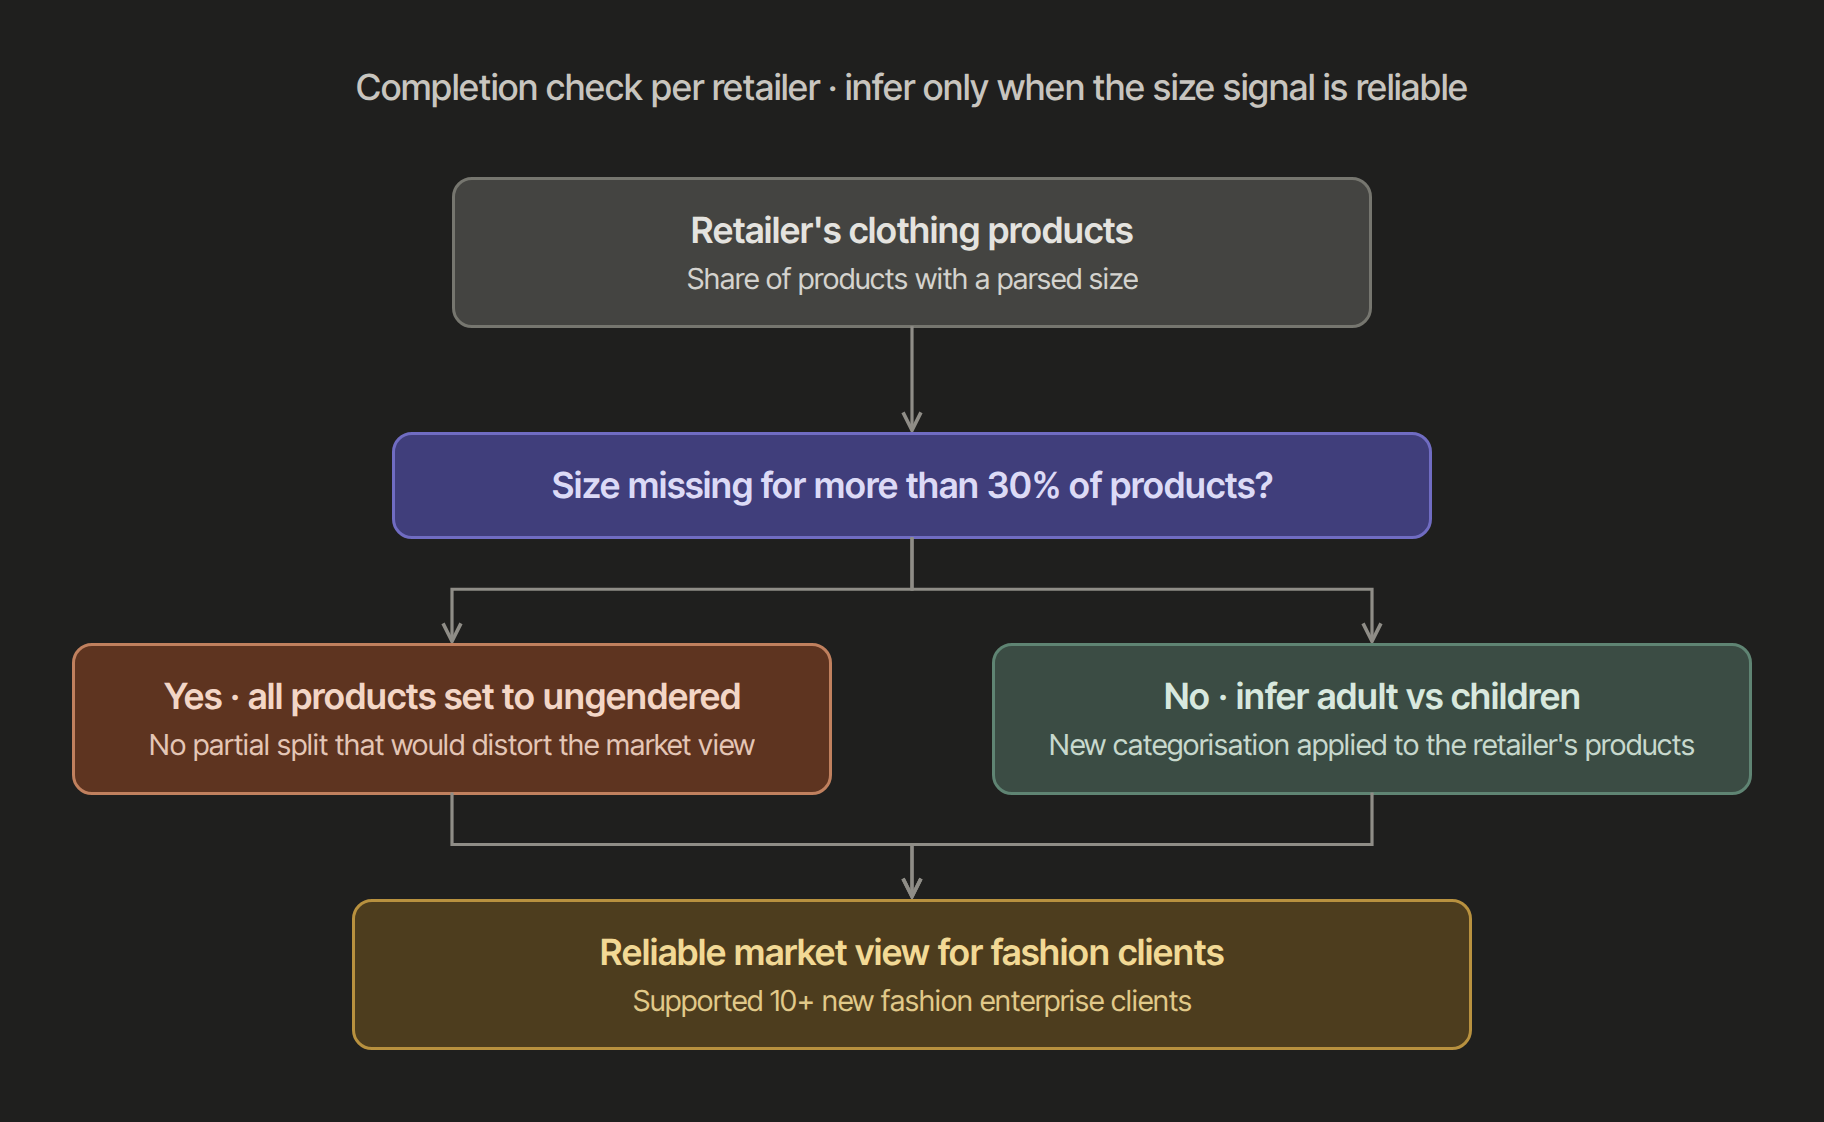 Completion check per retailer · infer only when the size signal is reliable
Retailer's clothing products
Share of products with a parsed size
Size missing for more than 30% of products?
Yes · all products set to ungendered
No partial split that would distort the market view
No · infer adult vs children
New categorisation applied to the retailer's products
Reliable market view for fashion clients
Supported 10+ new fashion enterprise clients